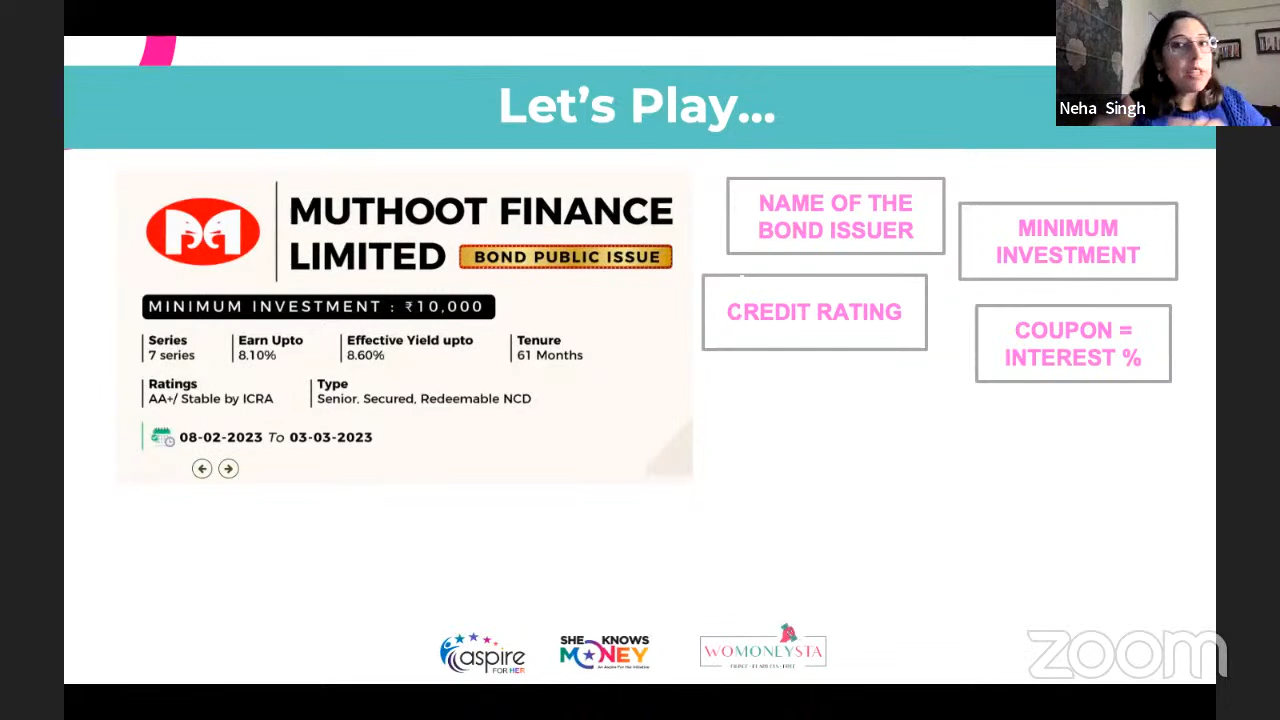 Let's Play...
Neha Singh
MUTHOOT FINANCE
LIMITED
BOND PUBLIC ISSUE
MINIMUM INVESTMENT : ₹10,000
Series
7 series
Earn Upto
8.10%
Effective Yield upto
8.60%
Tenure
61 Months
Ratings
AA+/ Stable by ICRA
Type
Senior, Secured, Redeemable NCD
08-02-2023 To 03-03-2023
NAME OF THE
BOND ISSUER
MINIMUM
INVESTMENT
CREDIT RATING
COUPON =
INTEREST %
aspire
FOR HER
SHE KNOWS
MONEY
WOMONEYSTA
zoom